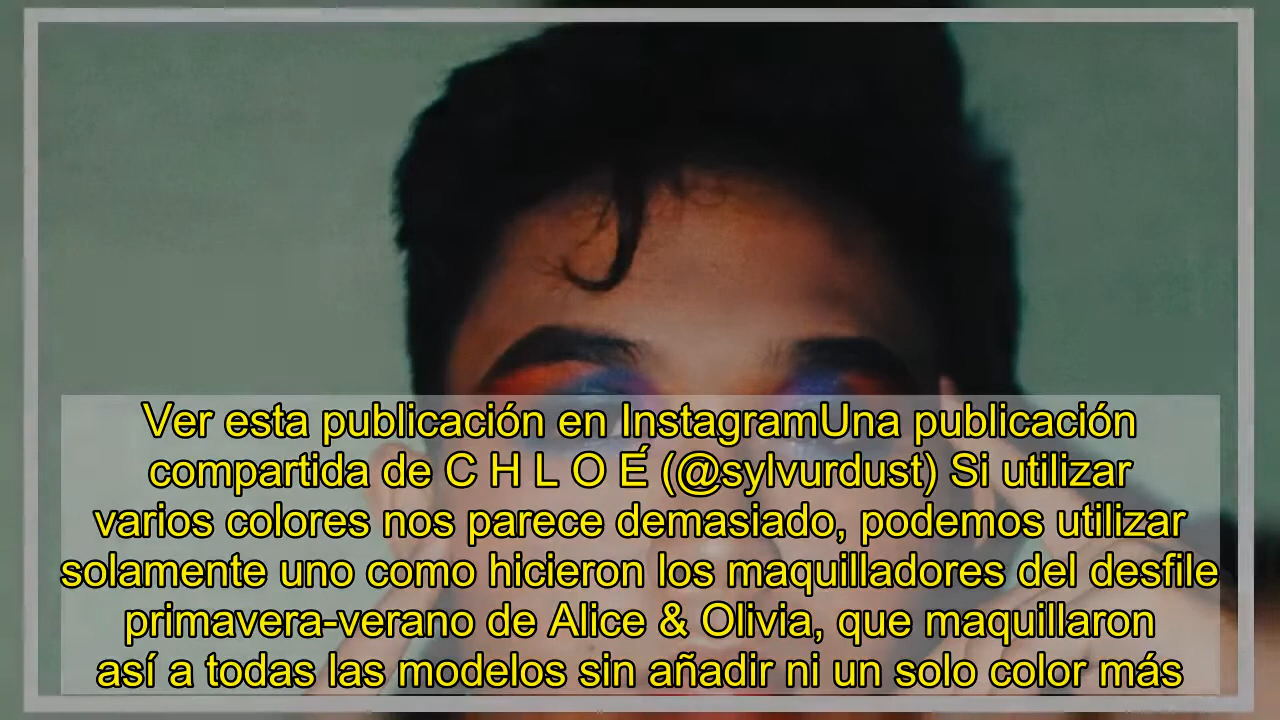 Ver esta publicación en InstagramUna publicación
compartida de C H L O É (@sylvurdust) Si utilizar
varios colores nos parece demasiado, podemos utilizar
solamente uno como hicieron los maquilladores del desfile
primavera-verano de Alice & Olivia, que maquillaron
así a todas las modelos sin añadir ni un solo color más